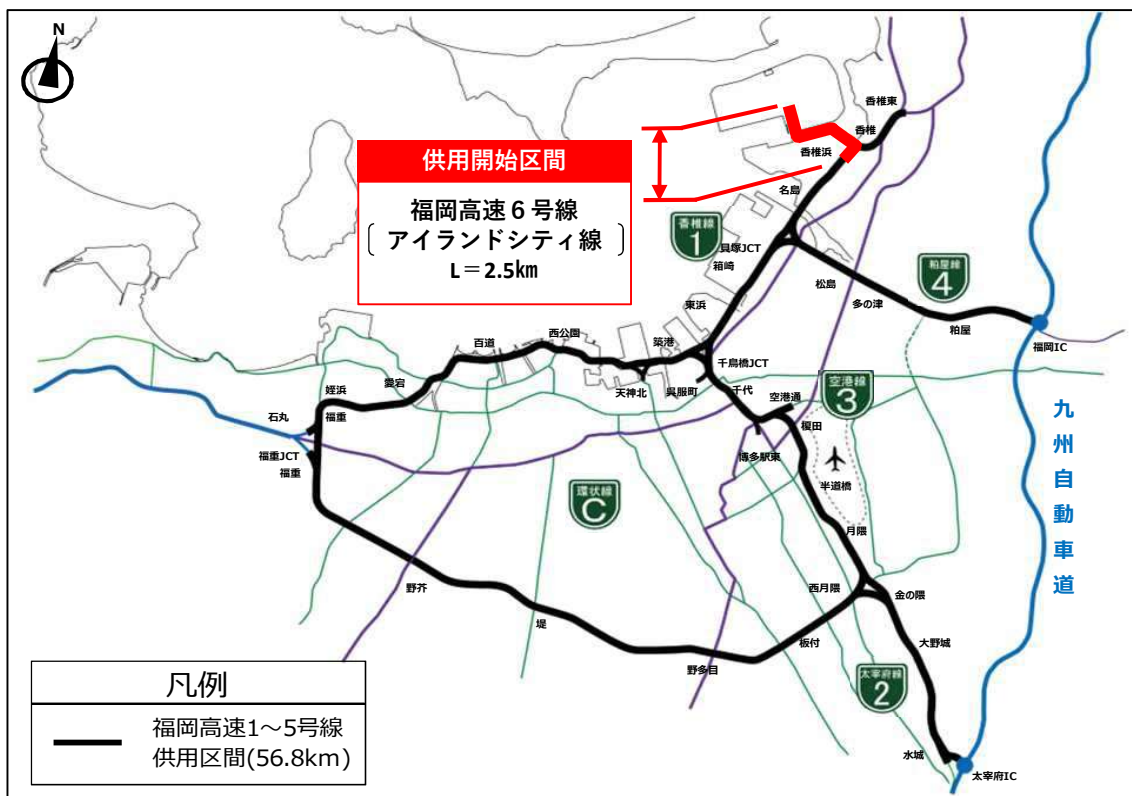 N
香椎東
香椎
香椎浜
名島
供用開始区間
福岡高速6号線
〔 アイランドシティ線 〕
L=2.5km
香椎線
1
貝塚JCT
箱崎
松島
粕屋線
4
多の津
粕屋
福岡IC
東浜
築港
西公園
百道
千鳥橋JCT
天神北
呉服町
千代
愛宕
姪浜
石丸
福重
福重JCT
福重
空港通
空港線
3
榎田
博多駅東
半道橋
九州自動車道
環状線
C
月隈
野芥
堤
西月隈
金の隈
板付
大野城
野多目
太宰府線
2
水城
太宰府IC
凡例
福岡高速1~5号線
供用区間(56.8km)